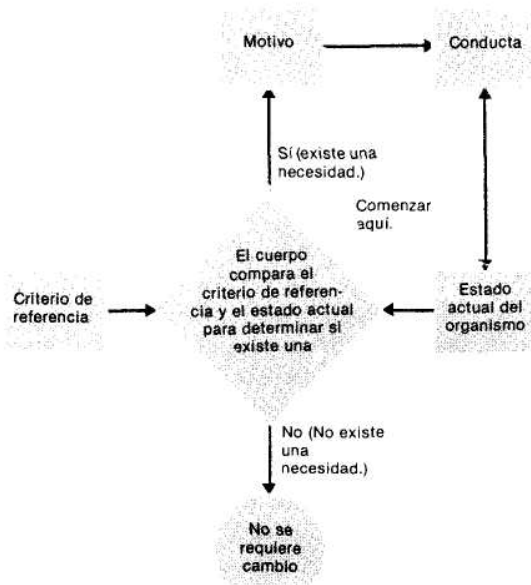 Motivo
Conducta
Sí (existe una
necesidad.)
Comenzar
aquí.
El cuerpo
compara el
criterio de referen-
cia y el estado actual
para determinar si
existe una
Criterio de
referencia
Estado
actual del
organismo
No (No existe
una
necesidad.)
No se
requiere
cambio